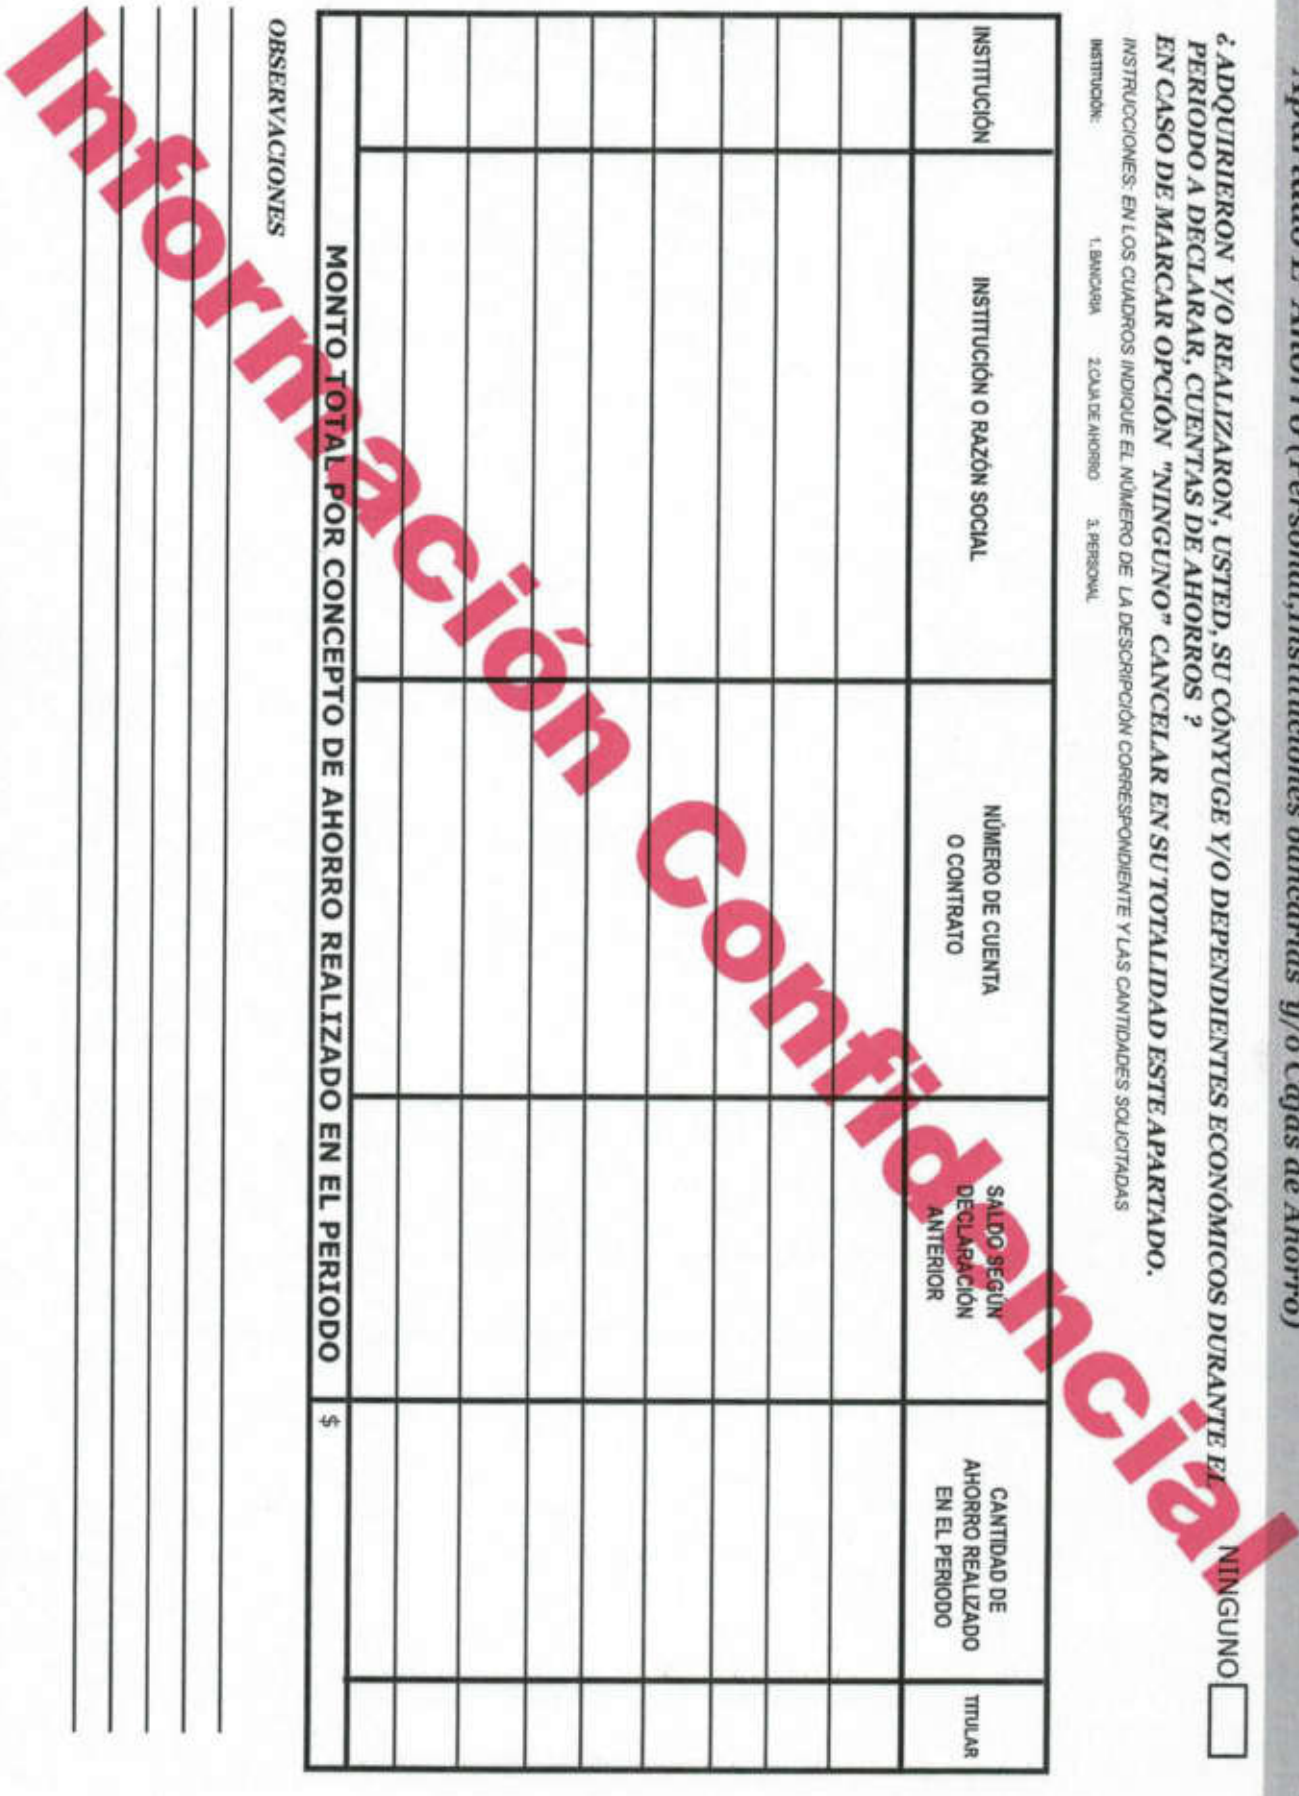 Apartado E Ahorro (Personal, Instituciones bancarias y/o Cajas de Ahorro)
¿ ADQUIRIERON Y/O REALIZARON, USTED, SU CÓNYUGE Y/O DEPENDIENTES ECONÓMICOS DURANTE EL
PERIODO A DECLARAR, CUENTAS DE AHORROS ?
EN CASO DE MARCAR OPCIÓN "NINGUNO" CANCELAR EN SU TOTALIDAD ESTE APARTADO.
NINGUNO
INSTRUCCIONES: EN LOS CUADROS INDIQUE EL NÚMERO DE LA DESCRIPCIÓN CORRESPONDIENTE Y LAS CANTIDADES SOLICITADAS
INSTITUCIÓN: 1. BANCARIA 2.CAJA DE AHORRO 3. PERSONAL
INSTITUCIÓN
INSTITUCIÓN O RAZÓN SOCIAL
NÚMERO DE CUENTA
O CONTRATO
SALDO SEGÚN
DECLARACIÓN
ANTERIOR
CANTIDAD DE
AHORRO REALIZADO
EN EL PERIODO
TITULAR
MONTO TOTAL POR CONCEPTO DE AHORRO REALIZADO EN EL PERIODO $
OBSERVACIONES
Información Confidencial